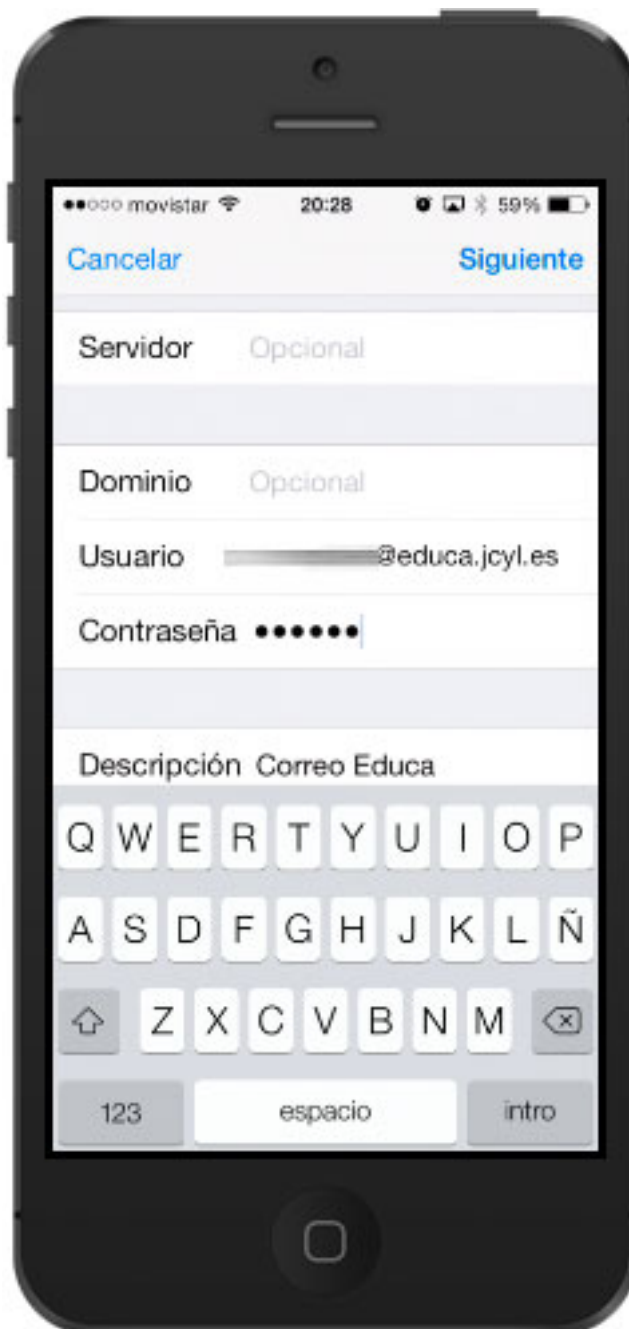 movistar 20:28 59%
Cancelar Siguiente
Servidor Opcional
Dominio Opcional
Usuario @educa.jcyl.es
Contraseña ••••••
Descripción Correo Educa
Q W E R T Y U I O P
A S D F G H J K L Ñ
Z X C V B N M
123 espacio intro